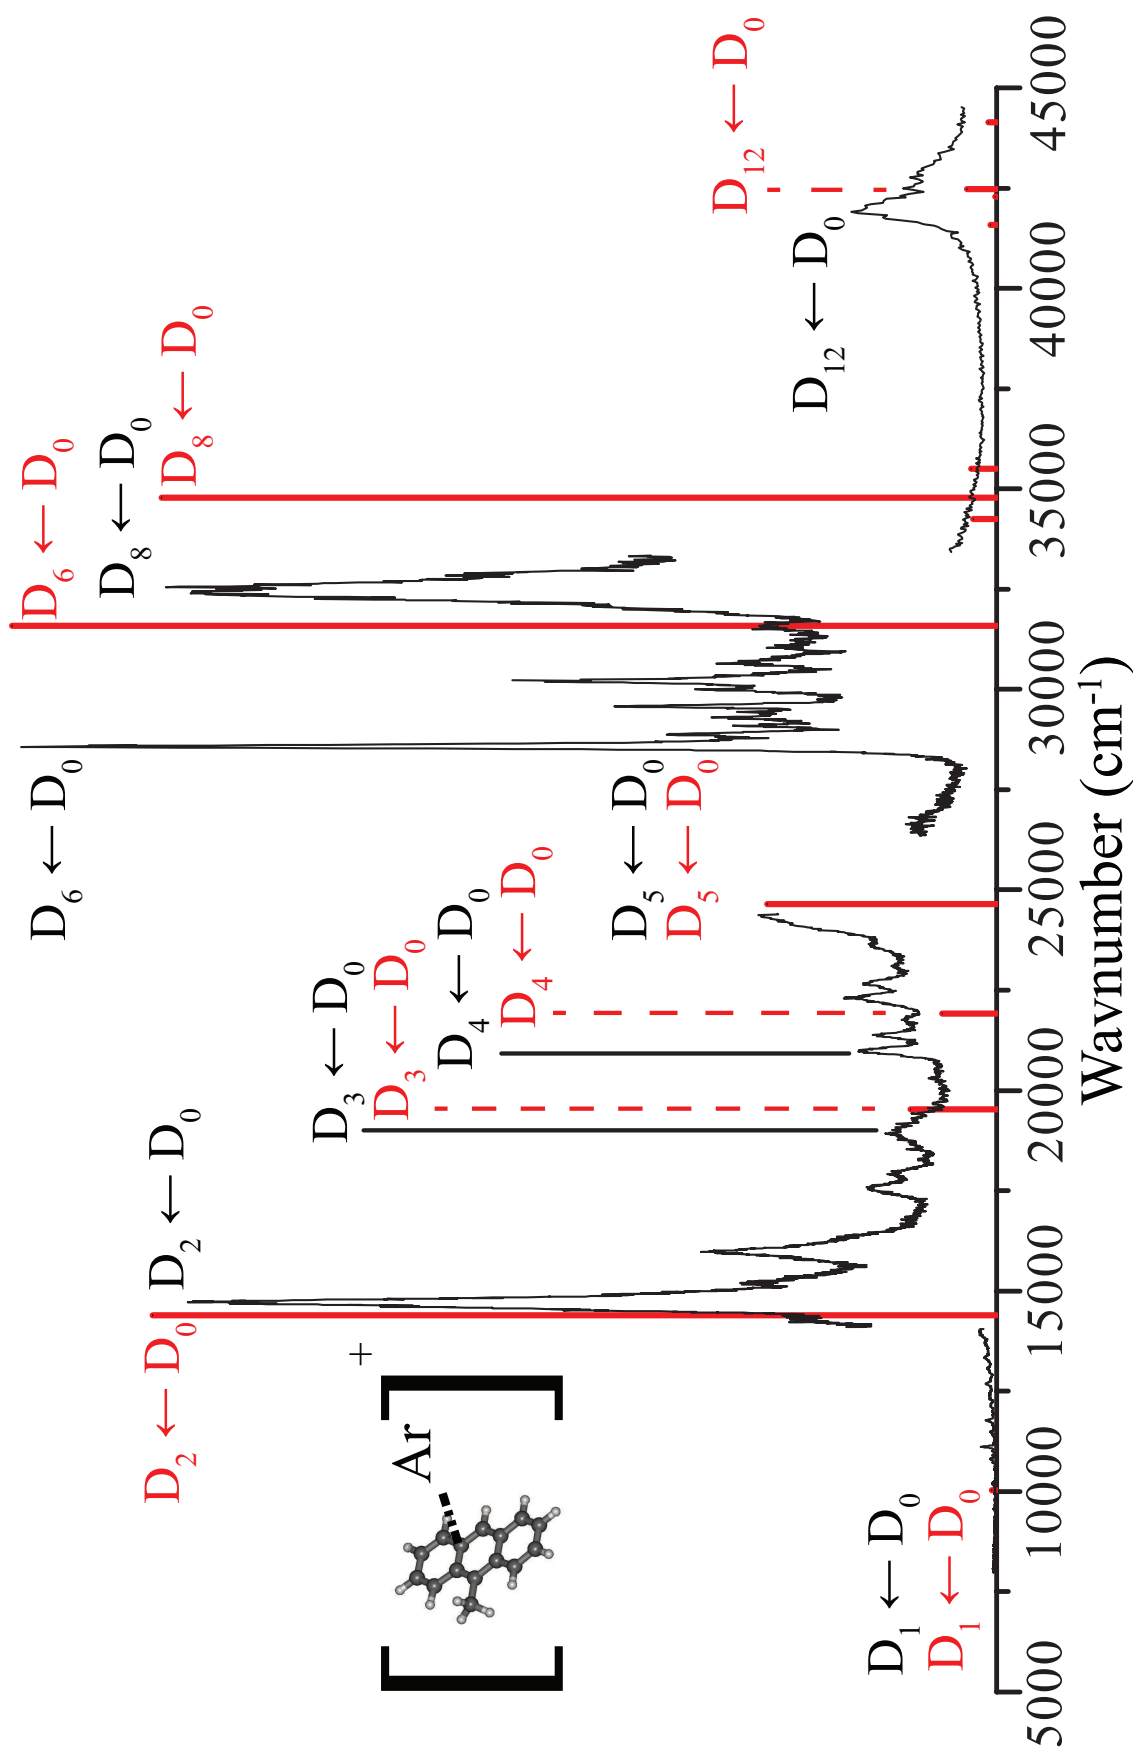 D6 ← D0
D6 ← D0
D8 ← D0
D8 ← D0
D2 ← D0
D2 ← D0
D3 ← D0
D3 ← D0
D4 ← D0
D4 ← D0
D5 ← D0
D5 ← D0
D12 ← D0
D12 ← D0
D1 ← D0
D1 ← D0
[ Ar ]+
5000 10000 15000 20000 25000 30000 35000 40000 45000
Wavnumber (cm-1)